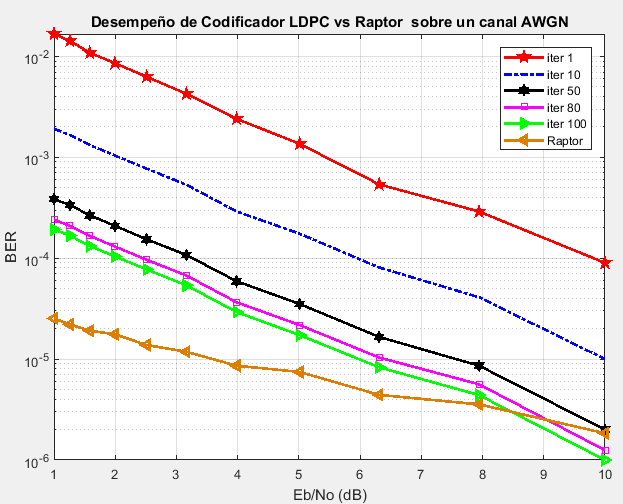 Desempeño de Codificador LDPC vs Raptor sobre un canal AWGN
10^-2
10^-3
10^-4
10^-5
10^-6
BER
iter 1
iter 10
iter 50
iter 80
iter 100
Raptor
1 2 3 4 5 6 7 8 9 10
Eb/No (dB)